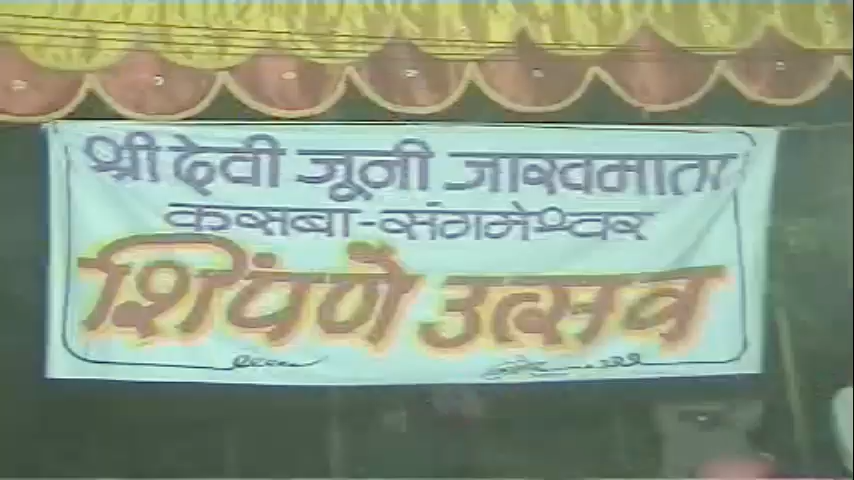 श्री देवी जूनी जाखमाता
कसबा-संगमेश्वर
शिंपणे उत्सव